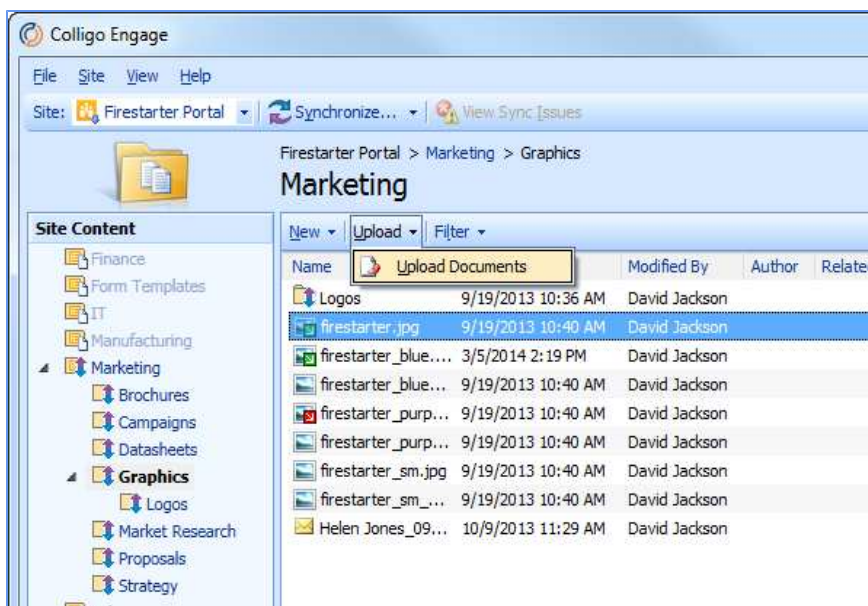 Colligo Engage
File Site View Help
Site: Firestarter Portal Synchronize... View Sync Issues
Firestarter Portal > Marketing > Graphics
Marketing
Site Content
Finance
Form Templates
IT
Manufacturing
Marketing
Brochures
Campaigns
Datasheets
Graphics
Logos
Market Research
Proposals
Strategy
New Upload Filter
Upload Documents
Name Modified By Author Relate
Logos 9/19/2013 10:36 AM David Jackson
firestarter.jpg 9/19/2013 10:40 AM David Jackson
firestarter_blue.... 3/5/2014 2:19 PM David Jackson
firestarter_blue... 9/19/2013 10:40 AM David Jackson
firestarter_purp... 9/19/2013 10:40 AM David Jackson
firestarter_purp... 9/19/2013 10:40 AM David Jackson
firestarter_sm.jpg 9/19/2013 10:40 AM David Jackson
firestarter_sm_... 9/19/2013 10:40 AM David Jackson
Helen Jones_09... 10/9/2013 11:29 AM David Jackson